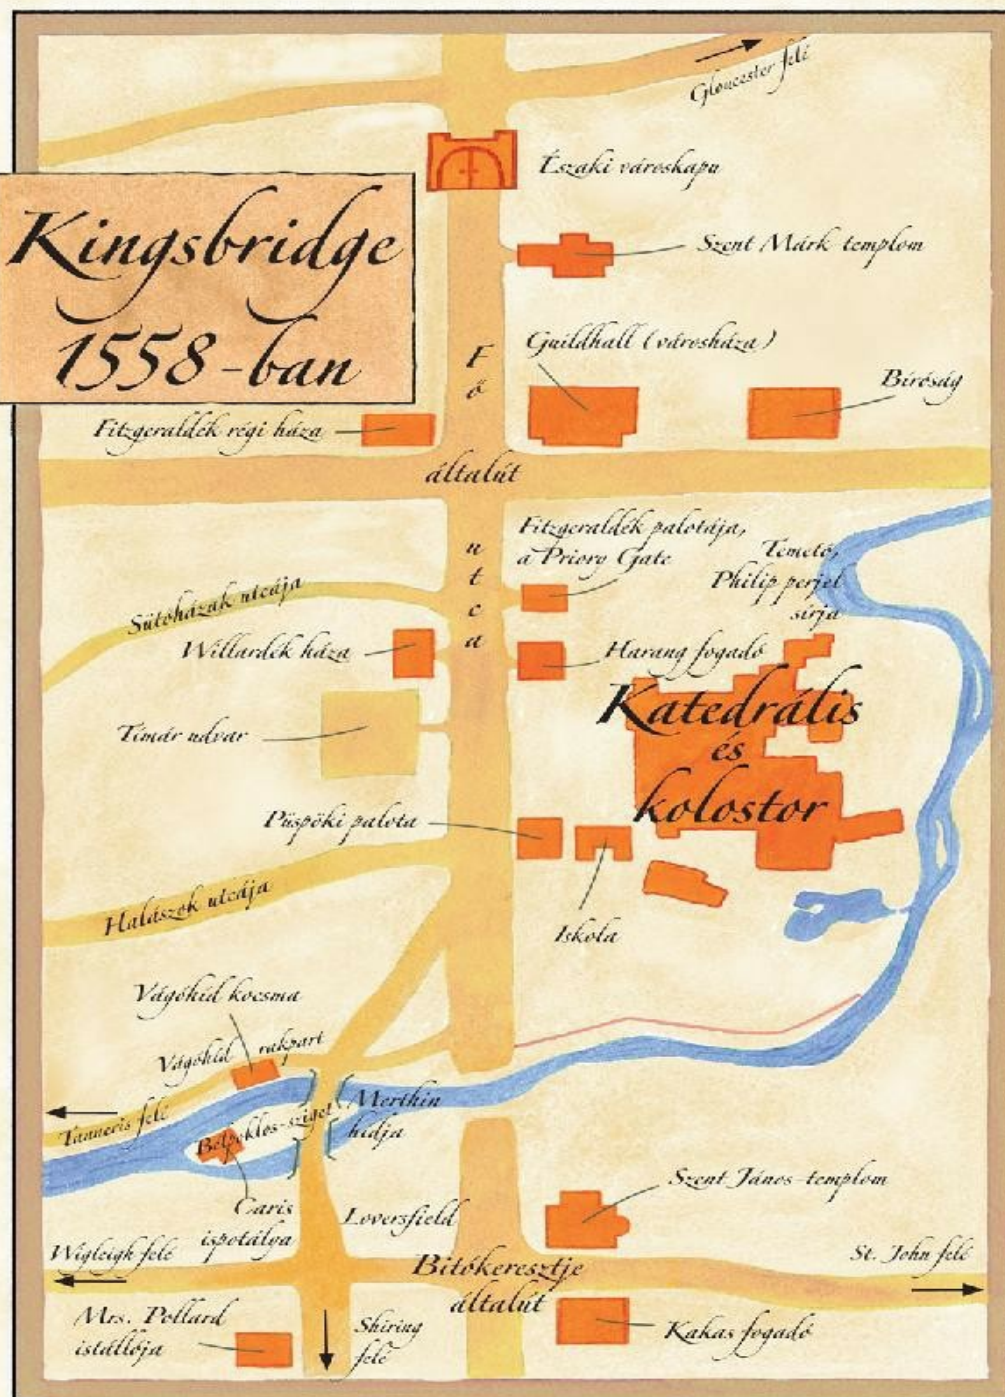 Gloucester felé
Északi városkapu
Kingsbridge
1558-ban
Szent Márk-templom
Guildhall (városháza)
Bíróság
Fitzgeraldék régi háza
Fő
általút
utca
Fitzgeraldék palotája,
a Priory Gate
Temető,
Philip perjel
sírja
Sütőházak utcája
Willardék háza
Harang fogadó
Katedrális
és
kolostor
Tímár udvar
Püspöki palota
Iskola
Halászok utcája
Vágóhíd kocsma
Vágóhíd rakpart
Tanneris felé
Bélpoklos-sziget
Merthin
hídja
Caris
ispotálya
Loversfield
Szent János-templom
Wigleigh felé
Bitókeresztje
általút
St. John felé
Mrs. Pollard
istállója
Shiring
felé
Kakas fogadó